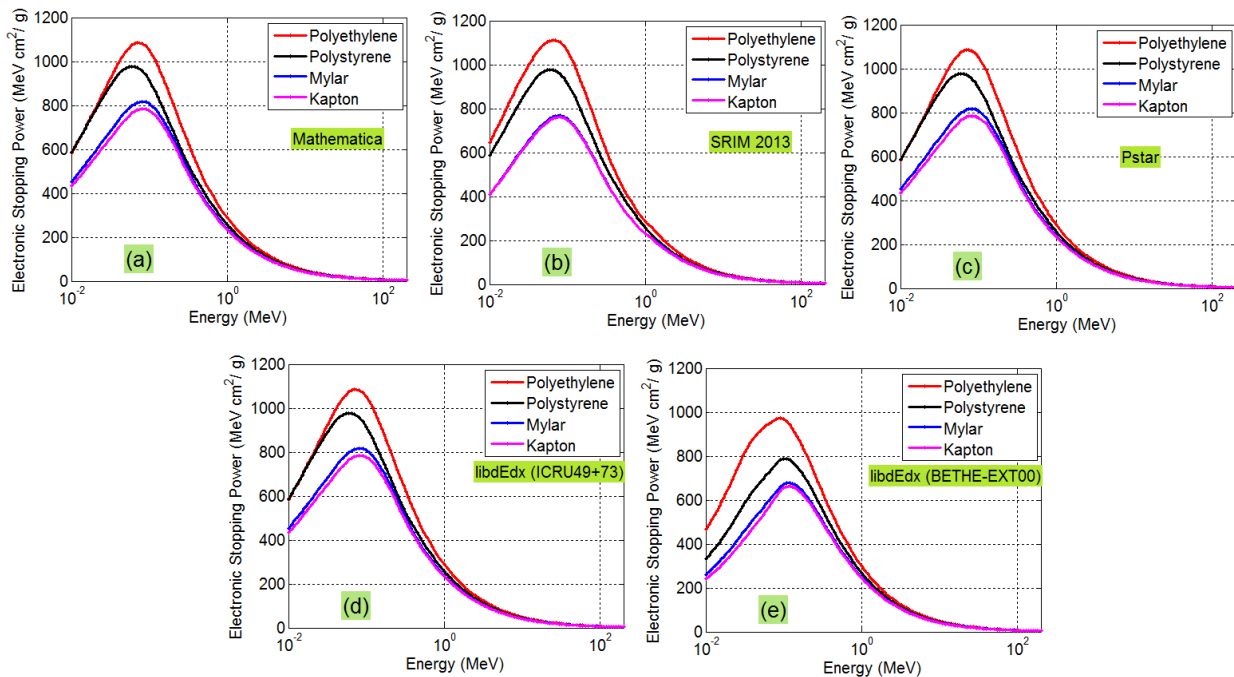 Electronic Stopping Power (MeV cm²/ g)
1200
1000
800
600
400
200
0
10⁻²
10⁰
10²
Energy (MeV)
Polyethylene
Polystyrene
Mylar
Kapton
Mathematica
(a)
Electronic Stopping Power (MeV cm²/ g)
1200
1000
800
600
400
200
0
10⁻²
10⁰
10²
Energy (MeV)
Polyethylene
Polystyrene
Mylar
Kapton
SRIM 2013
(b)
Electronic Stopping Power (MeV cm²/ g)
1200
1000
800
600
400
200
0
10⁻²
10⁰
10²
Energy (MeV)
Polyethylene
Polystyrene
Mylar
Kapton
Pstar
(c)
Electronic Stopping Power (MeV cm²/ g)
1200
1000
800
600
400
200
0
10⁻²
10⁰
10²
Energy (MeV)
Polyethylene
Polystyrene
Mylar
Kapton
libdEdx (ICRU49+73)
(d)
Electronic Stopping Power (MeV cm²/ g)
1200
1000
800
600
400
200
0
10⁻²
10⁰
10²
Energy (MeV)
Polyethylene
Polystyrene
Mylar
Kapton
libdEdx (BETHE-EXT00)
(e)